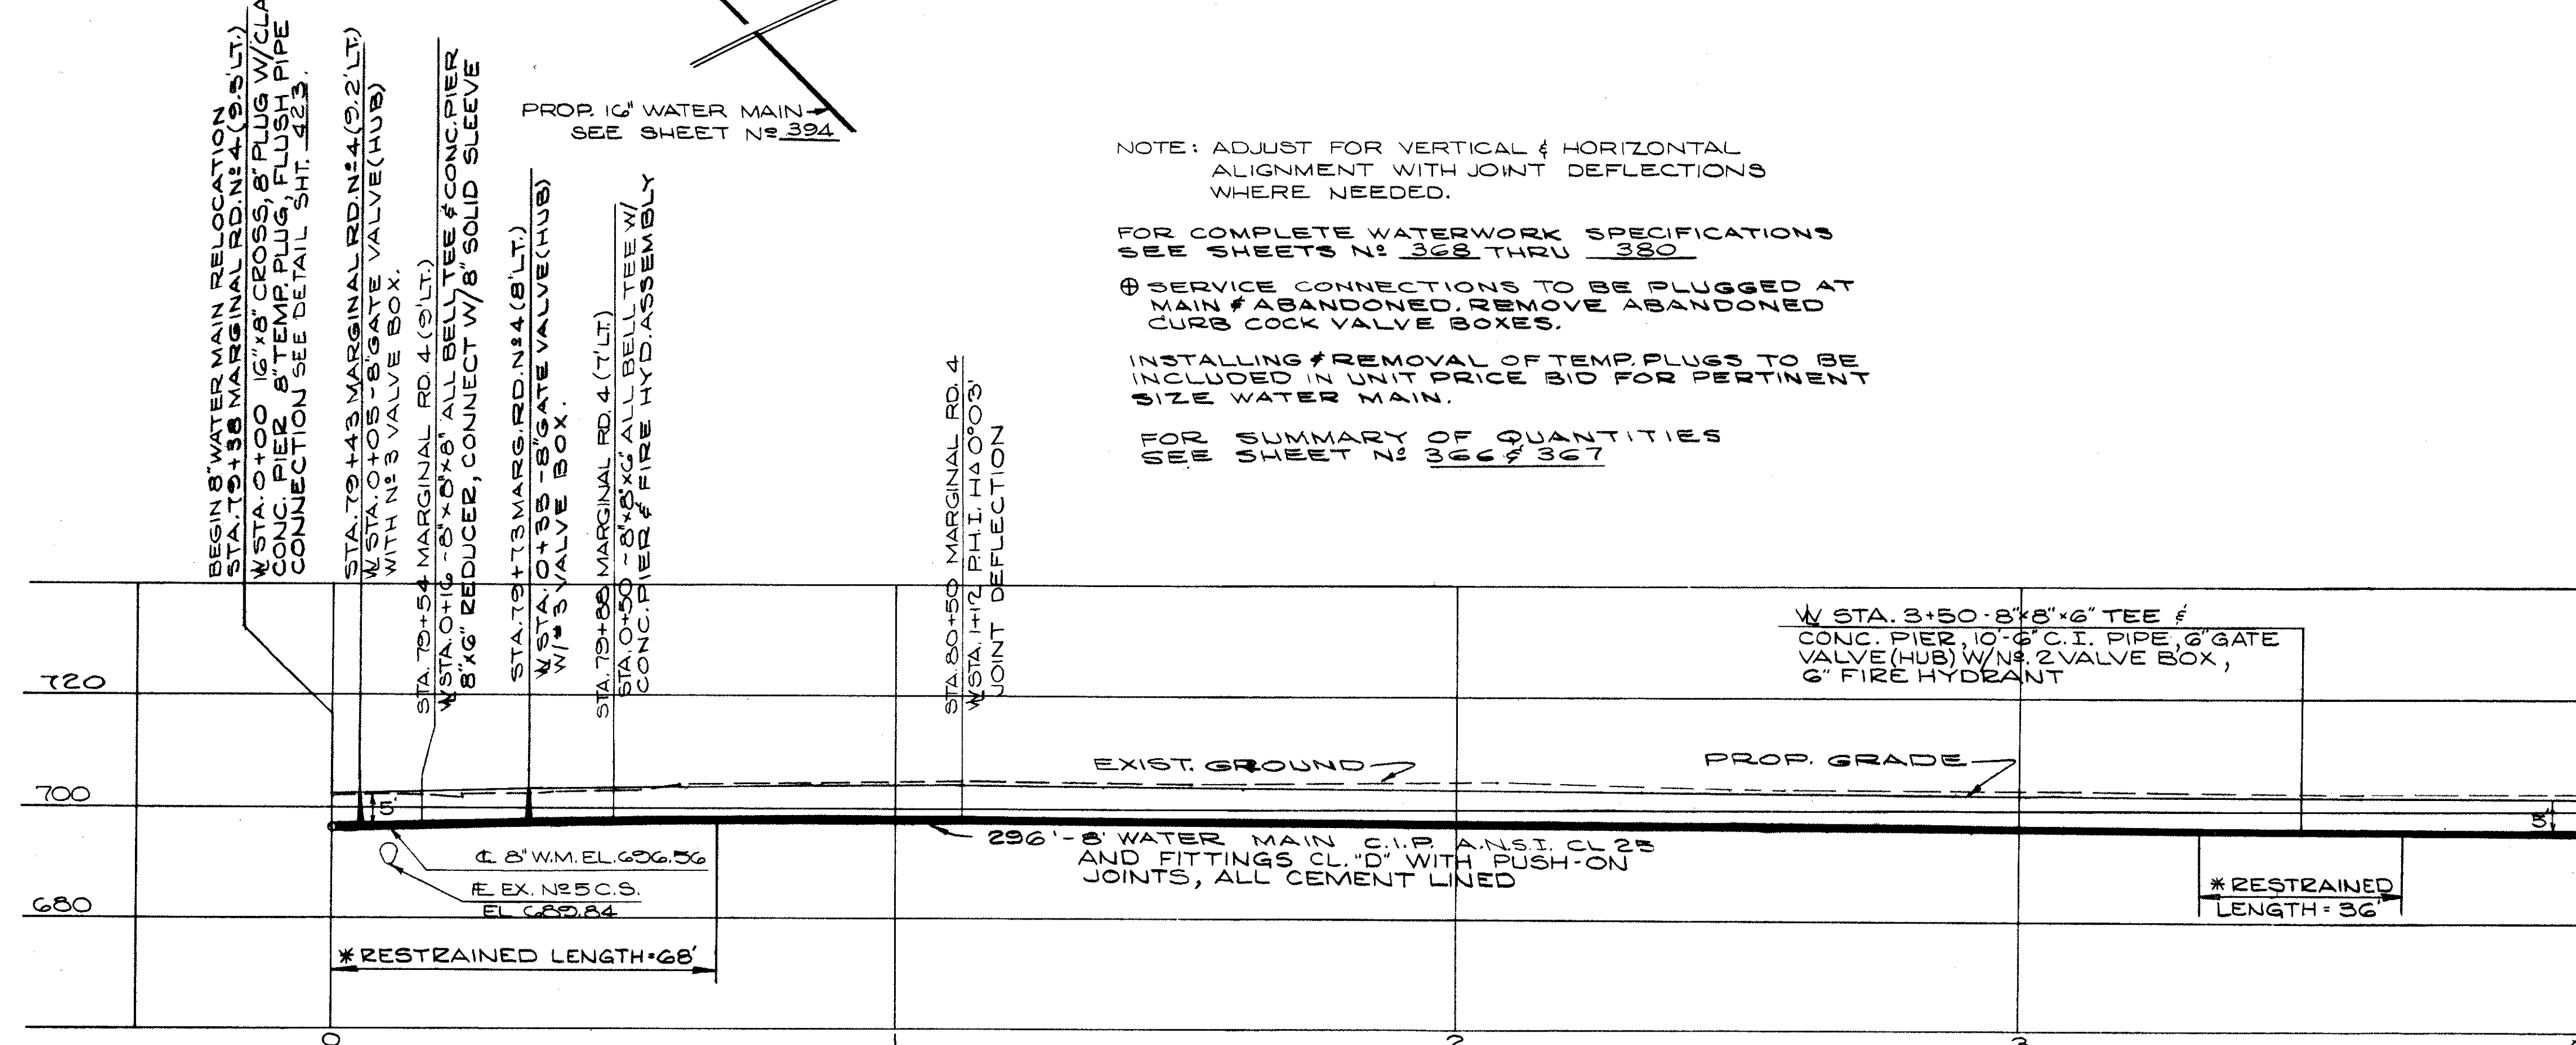 BEGIN 8" WATER MAIN RELOCATION
STA. 79+38 MARGINAL RD. Nº 4 (9.5' LT.)
W STA. 0+00 16"x8" CROSS, 8" PLUG W/
CONC. PIER 8" TEMP. PLUG, FLUSH PIPE
CONNECTION SEE DETAIL SHT. 423.
STA. 79+43 MARGINAL RD. Nº 4 (9.2' LT.)
W STA. 0+05 - 8" GATE VALVE (HUB)
WITH Nº 3 VALVE BOX.
STA. 79+54 MARGINAL RD. 4 (9' LT.)
W STA. 0+16 - 8"x8"x8" ALL BELL TEE & CONC. PIER
8"x6" REDUCER, CONNECT W/8" SOLID SLEEVE
STA. 79+73 MARG. RD. Nº 4 (8' LT.)
W STA. 0+35 - 8" GATE VALVE (HUB)
W/#3 VALVE BOX.
STA. 79+88 MARGINAL RD. 4 (7' LT.)
STA. 0+50 - 8"x8"x6" ALL BELL TEE W/
CONC. PIER & FIRE HYD. ASSEMBLY
STA. 80+50 MARGINAL RD. 4
W STA. 1+12 P.H.I. H∆ 0°03'
JOINT DEFLECTION
PROP. 16" WATER MAIN
SEE SHEET Nº 394
NOTE: ADJUST FOR VERTICAL & HORIZONTAL
ALIGNMENT WITH JOINT DEFLECTIONS
WHERE NEEDED.
FOR COMPLETE WATERWORK SPECIFICATIONS
SEE SHEETS Nº 368 THRU 380
⊕ SERVICE CONNECTIONS TO BE PLUGGED AT
MAIN & ABANDONED. REMOVE ABANDONED
CURB COCK VALVE BOXES.
INSTALLING & REMOVAL OF TEMP. PLUGS TO BE
INCLUDED IN UNIT PRICE BID FOR PERTINENT
SIZE WATER MAIN.
FOR SUMMARY OF QUANTITIES
SEE SHEET Nº 366 & 367
W STA. 3+50 - 8"x8"x6" TEE &
CONC. PIER, 10'-6" C.I. PIPE, 6" GATE
VALVE (HUB) W/Nº. 2 VALVE BOX,
6" FIRE HYDRANT
720
700
680
EXIST. GROUND
PROP. GRADE
5'
5'
296'-8" WATER MAIN C.I.P. A.N.S.I. CL 25
AND FITTINGS CL. "D" WITH PUSH-ON
JOINTS, ALL CEMENT LINED
℄ 8" W.M. EL. 696.56
EX. Nº 5 C.S.
EL 689.84
* RESTRAINED LENGTH = 68'
* RESTRAINED
LENGTH = 36'
0 1 2 3